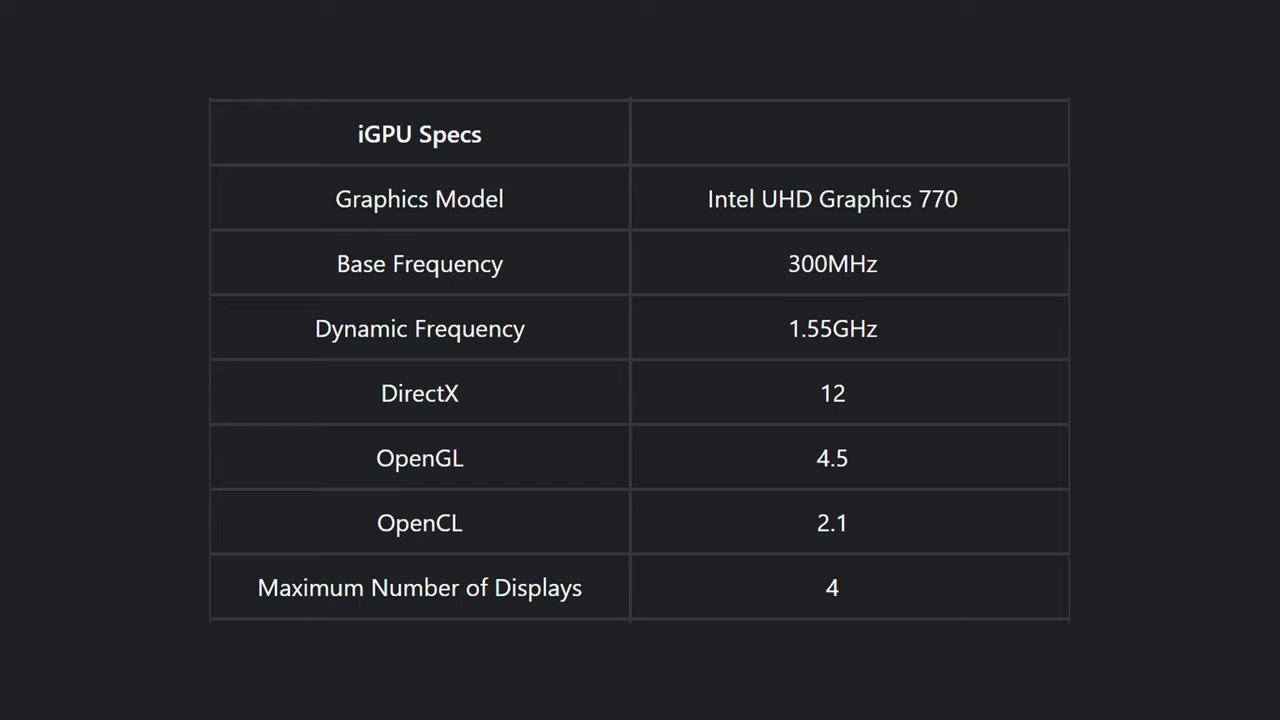 iGPU Specs
Graphics Model Intel UHD Graphics 770
Base Frequency 300MHz
Dynamic Frequency 1.55GHz
DirectX 12
OpenGL 4.5
OpenCL 2.1
Maximum Number of Displays 4